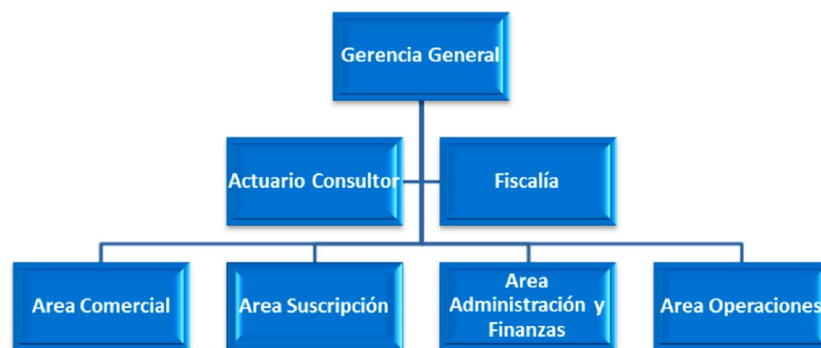 Gerencia General
Actuario Consultor
Fiscalía
Area Comercial
Area Suscripción
Area
Administración y
Finanzas
Area Operaciones